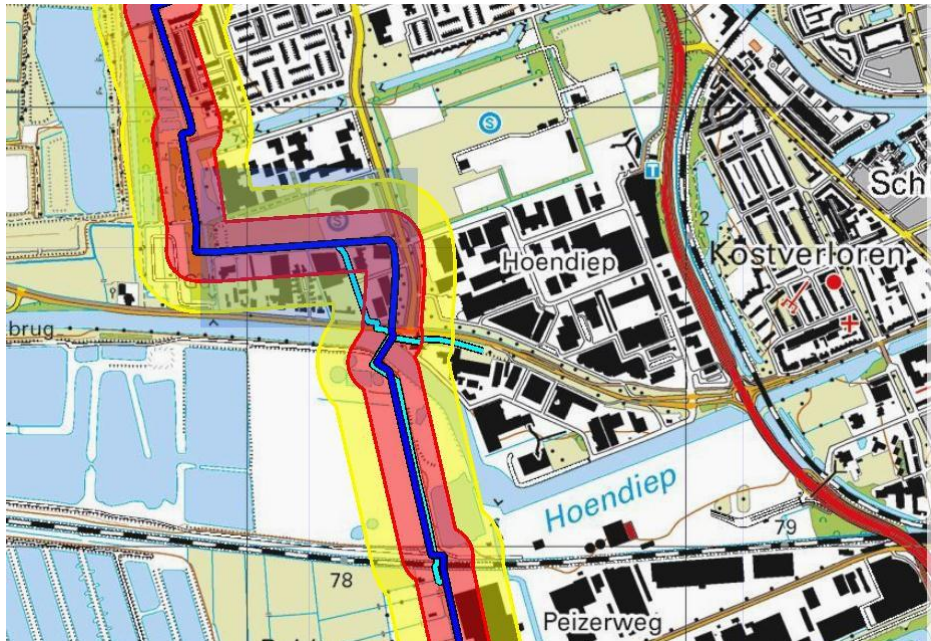 S
T
Sch
2
Kostverloren
S
Hoendiep
brug
Hoendiep
79
78
Peizerweg